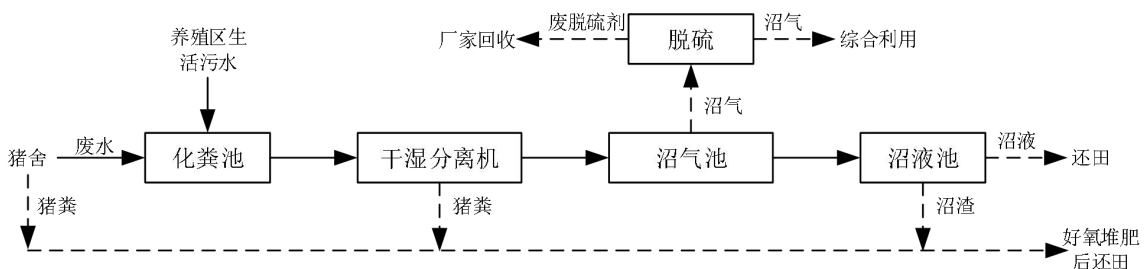 厂家回收
废脱硫剂
脱硫
沼气
综合利用
养殖区生
活污水
沼气
猪舍
废水
化粪池
干湿分离机
沼气池
沼液池
沼液
还田
猪粪
猪粪
沼渣
好氧堆肥
后还田